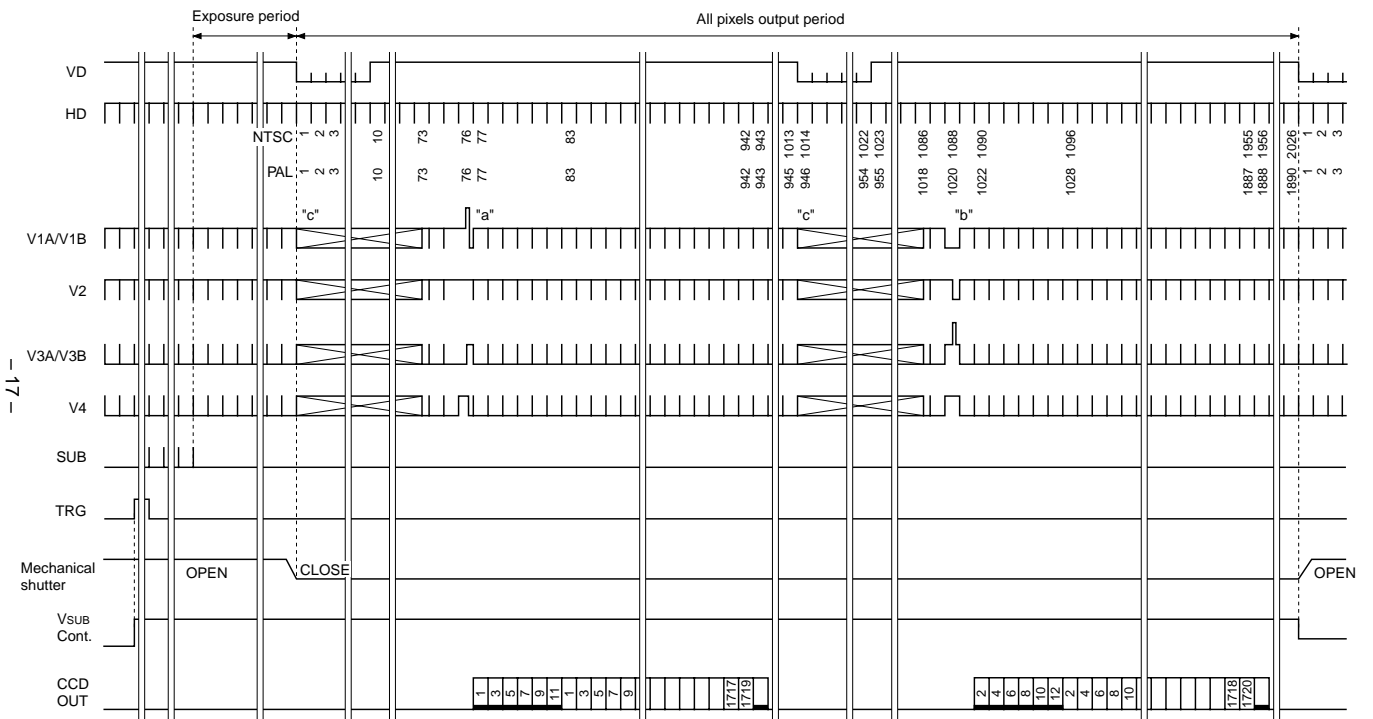 Exposure period
All pixels output period
VD
HD
NTSC 1 2 3 10 73 76 77 83 942 943 1013 1014 1022 1023 1086 1088 1090 1096 1955 1956 2026 1 2 3
PAL 1 2 3 10 73 76 77 83 942 943 945 946 954 955 1018 1020 1022 1028 1887 1888 1890 1 2 3
"c" "a" "c" "b"
V1A/V1B
V2
V3A/V3B
– 17 –
V4
SUB
TRG
Mechanical
shutter
OPEN CLOSE OPEN
VSUB
Cont.
CCD
OUT
1 3 5 7 9 11 1 3 5 7 9 1717 1719 2 4 6 8 10 12 2 4 6 8 10 1718 1720